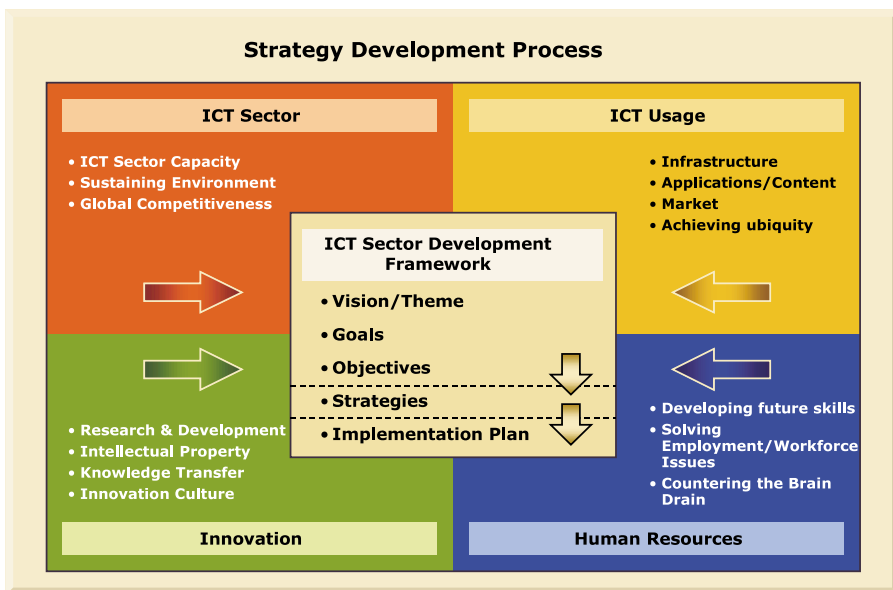 Strategy Development Process
ICT Sector
• ICT Sector Capacity
• Sustaining Environment
• Global Competitiveness
ICT Usage
• Infrastructure
• Applications/Content
• Market
• Achieving ubiquity
ICT Sector Development
Framework
• Vision/Theme
• Goals
• Objectives
• Strategies
• Implementation Plan
• Research & Development
• Intellectual Property
• Knowledge Transfer
• Innovation Culture
Innovation
• Developing future skills
• Solving
Employment/Workforce
Issues
• Countering the Brain
Drain
Human Resources